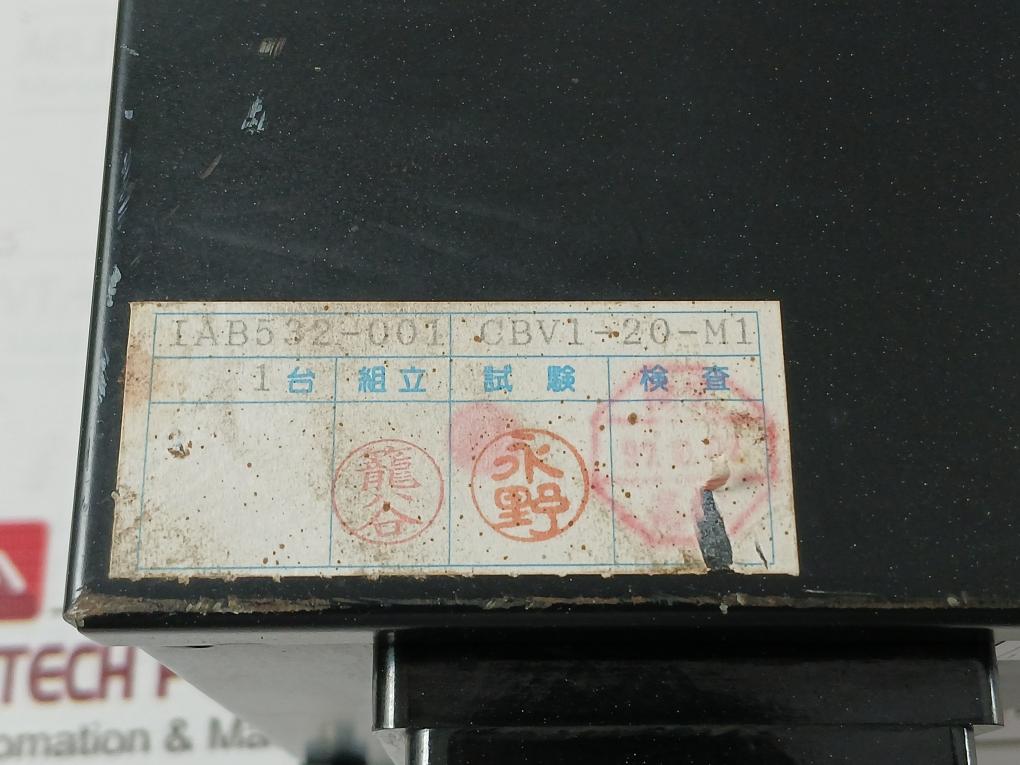 IAB532-001 CBV1-20-M1
1 台 組立 試験 検査
籠谷
永野
TECH
omation & Ma